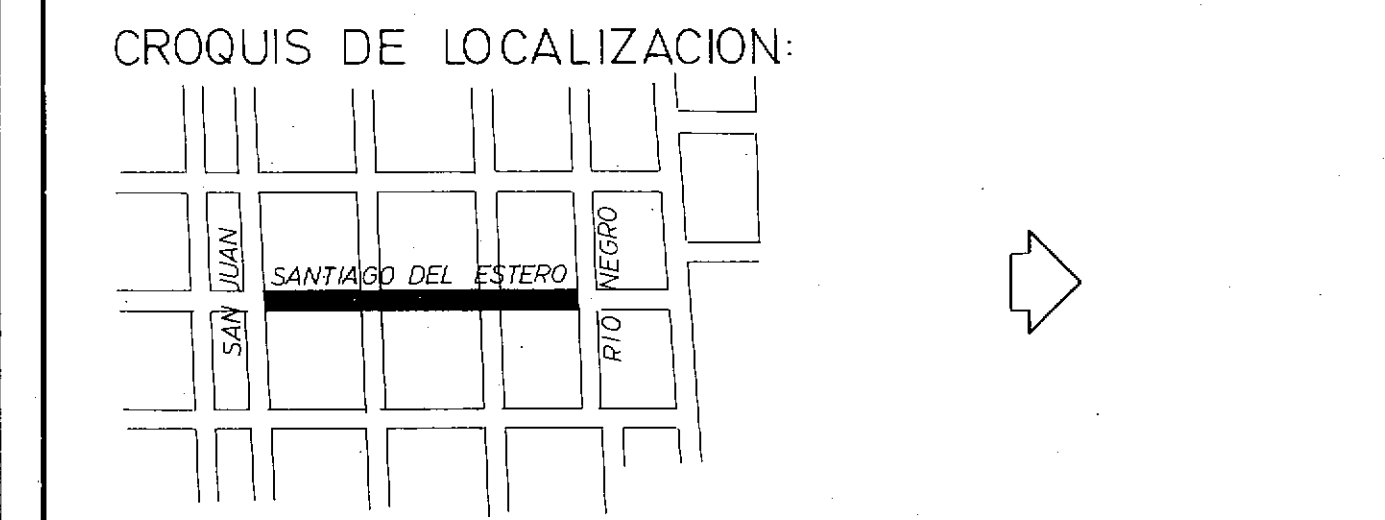 CROQUIS DE LOCALIZACION:
SAN JUAN
SANTIAGO DEL ESTERO
RIO NEGRO